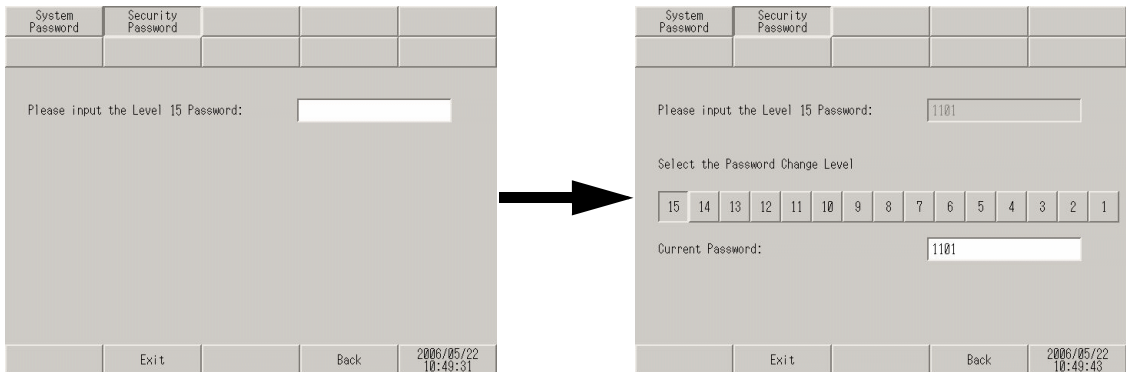 System Password
Security Password
Please input the Level 15 Password:
Exit
Back
2006/05/22
10:49:31
System Password
Security Password
Please input the Level 15 Password:
1101
Select the Password Change Level
15 14 13 12 11 10 9 8 7 6 5 4 3 2 1
Current Password:
1101
Exit
Back
2006/05/22
10:49:43